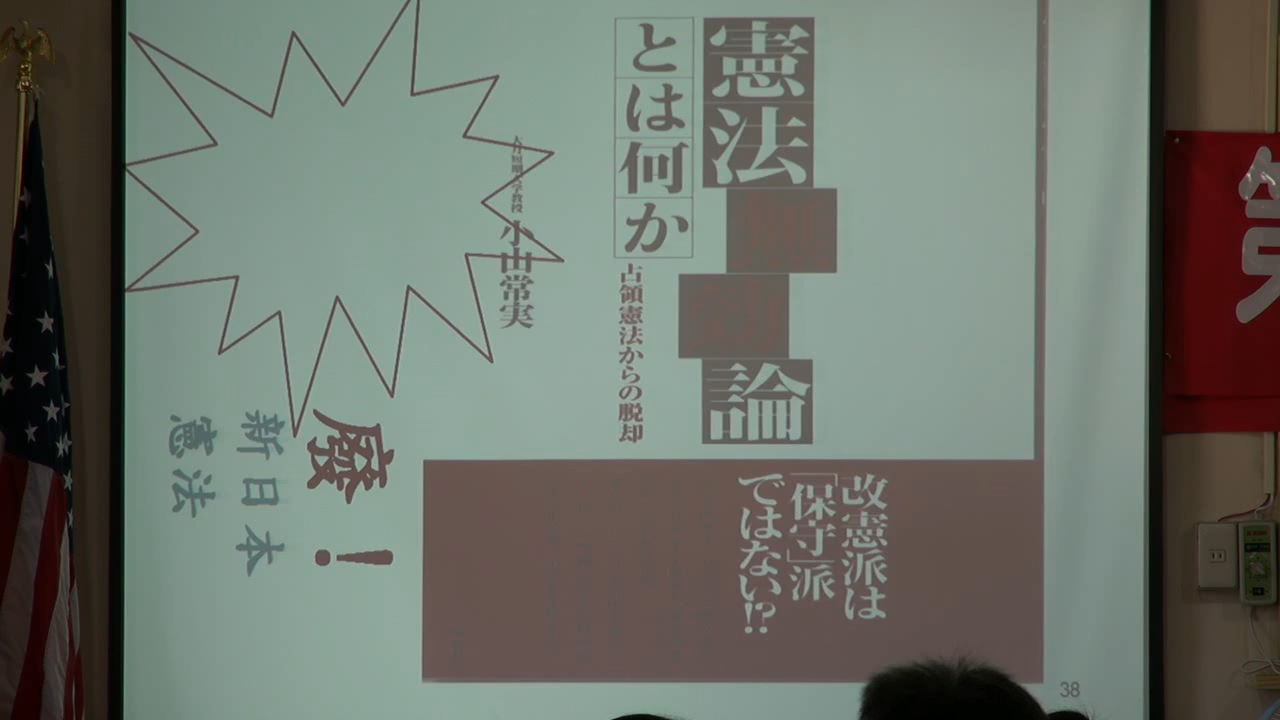 憲法
論
とは何か
占領憲法からの脱却
小山常実
改憲派は
「保守」派
ではない!?
廢！
新日本
憲法
38